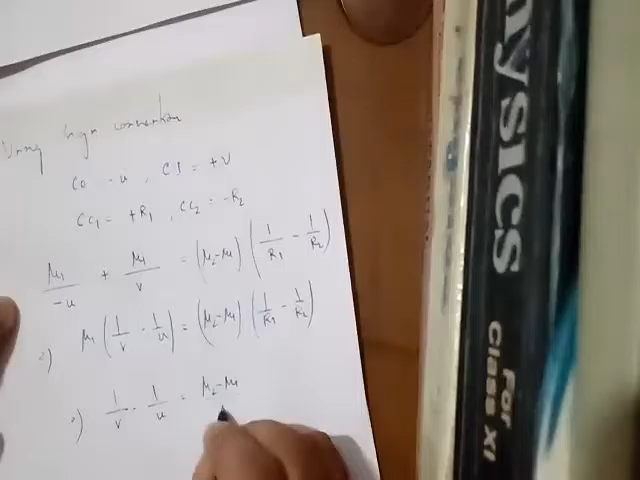 Using sign convention
CO = -u , CI = +v
CC₁ = +R₁ , CC₂ = -R₂
μ₁/-u + μ₁/v = (μ₂-μ₁) (1/R₁ - 1/R₂)
⇒) μ₁ (1/v - 1/u) = (μ₂-μ₁) (1/R₁ - 1/R₂)
⇒) 1/v - 1/u = μ₂-μ₁
PHYSICS
For
Class XI